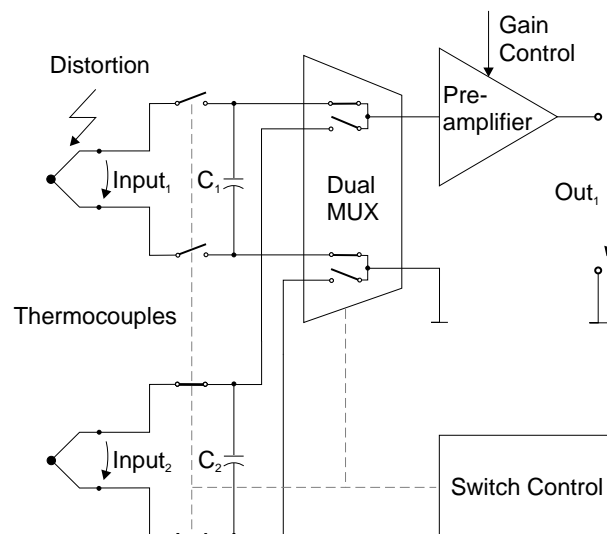 Gain
Control
Distortion
Pre-
amplifier
Input₁
C₁
Dual
MUX
Out₁
Thermocouples
Input₂
C₂
Switch Control